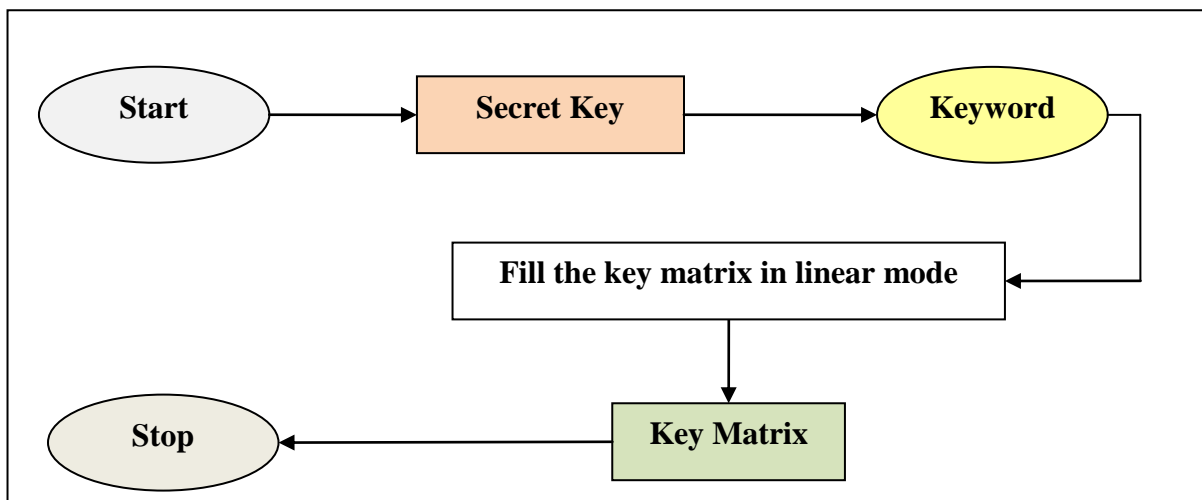 Start
Secret Key
Keyword
Fill the key matrix in linear mode
Key Matrix
Stop